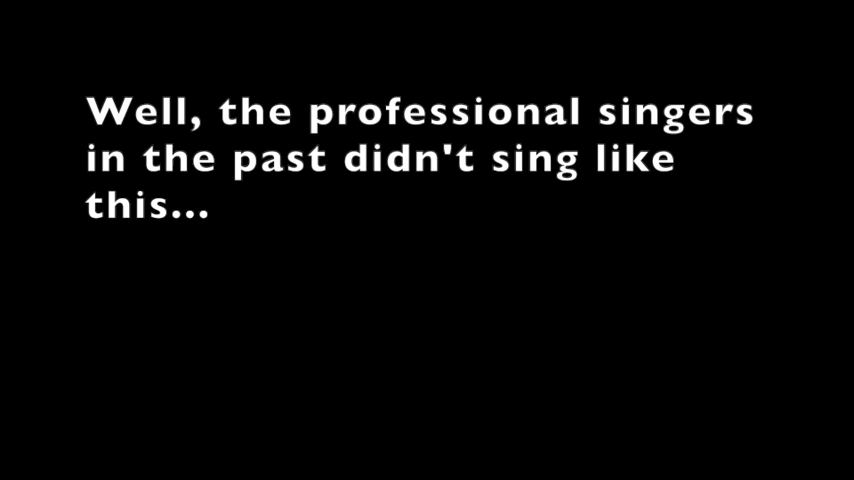 Well, the professional singers
in the past didn't sing like
this...